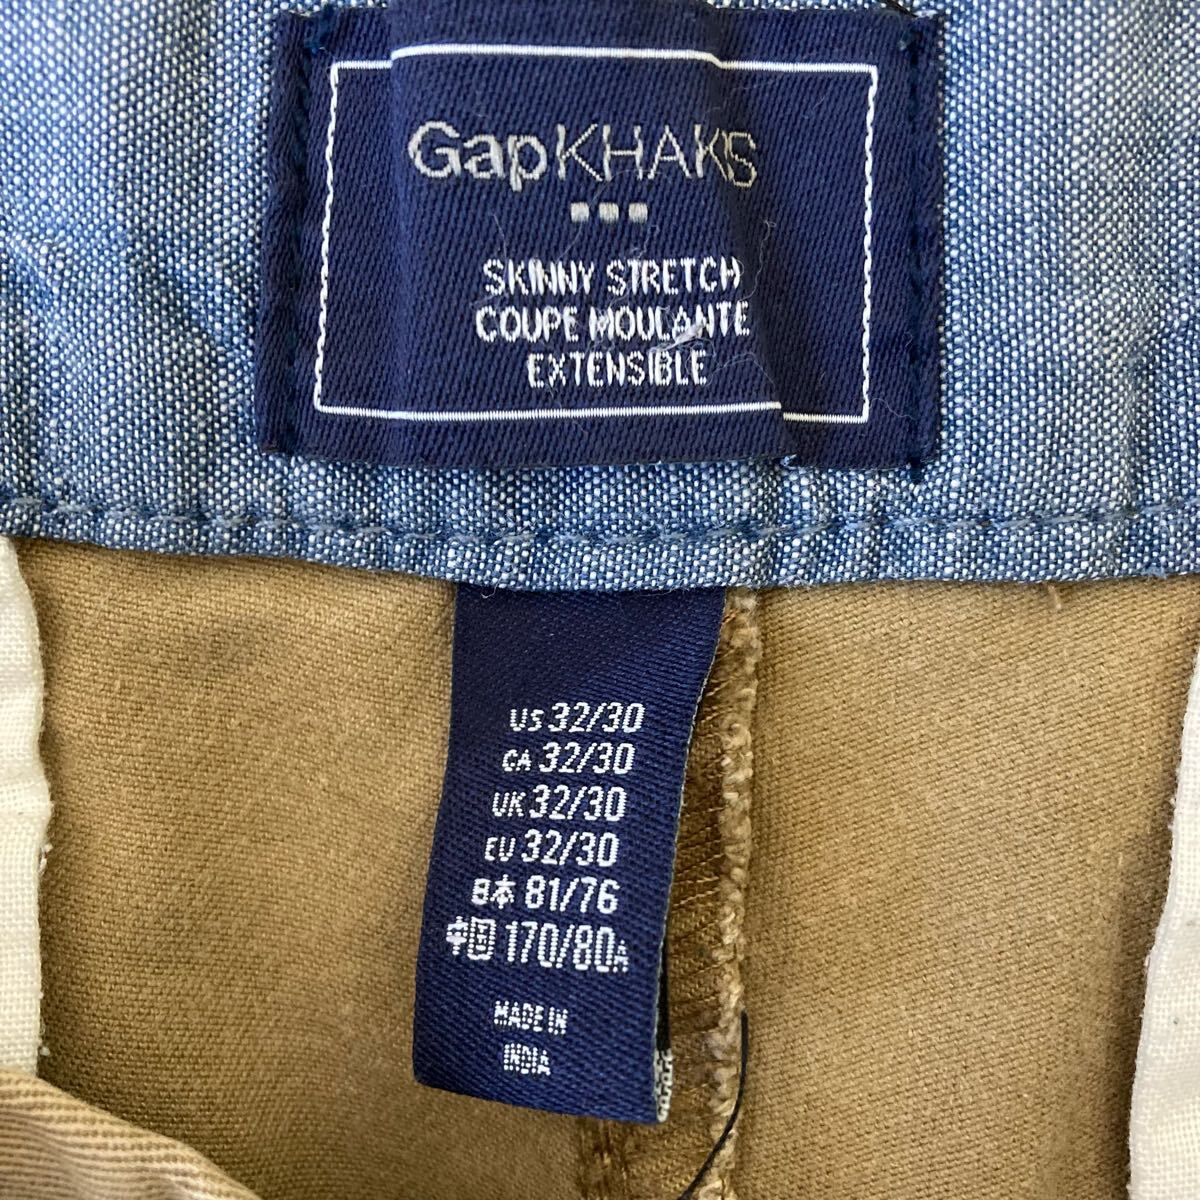 GapKHAKIS
SKINNY STRETCH
COUPE MOULANTE
EXTENSIBLE
US 32/30
CA 32/30
UK 32/30
EU 32/30
日本 81/76
中国 170/80A
MADE IN
INDIA